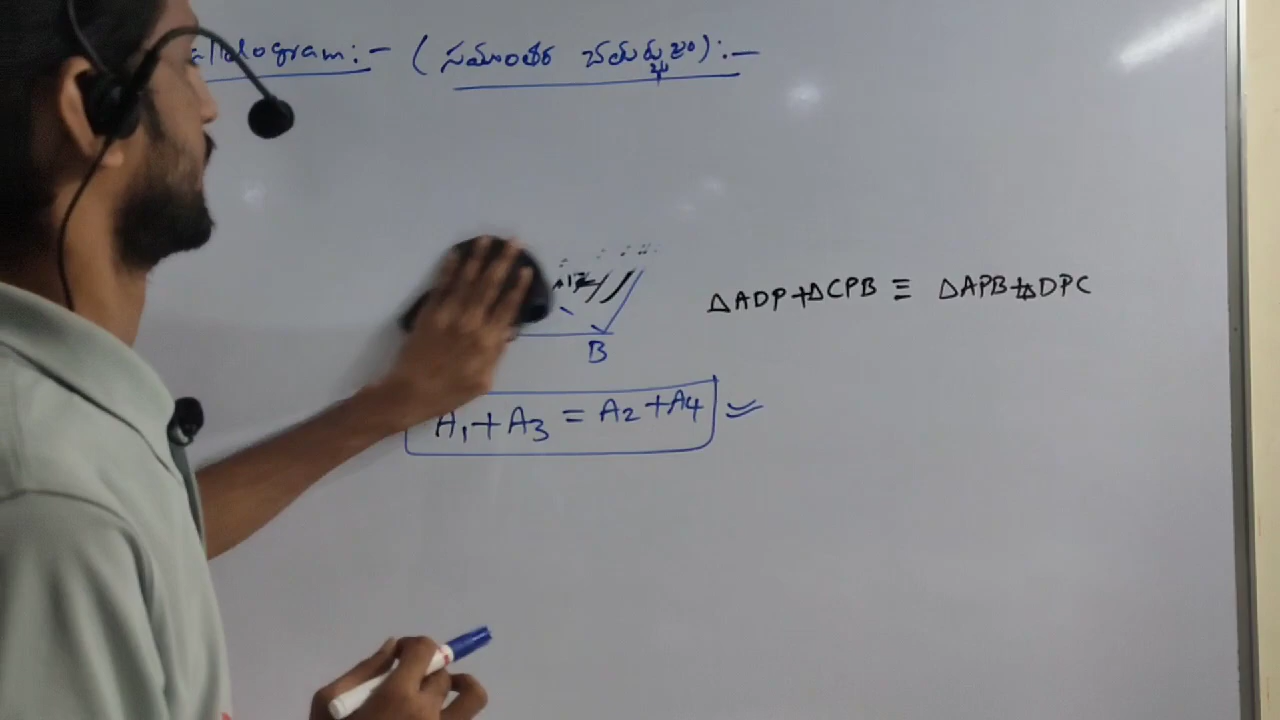 allelogram:- (సమాంతర చతుర్భుజం):-
ΔADP+ΔCPB ≡ ΔAPB+ΔDPC
B
A1+A3 = A2+A4